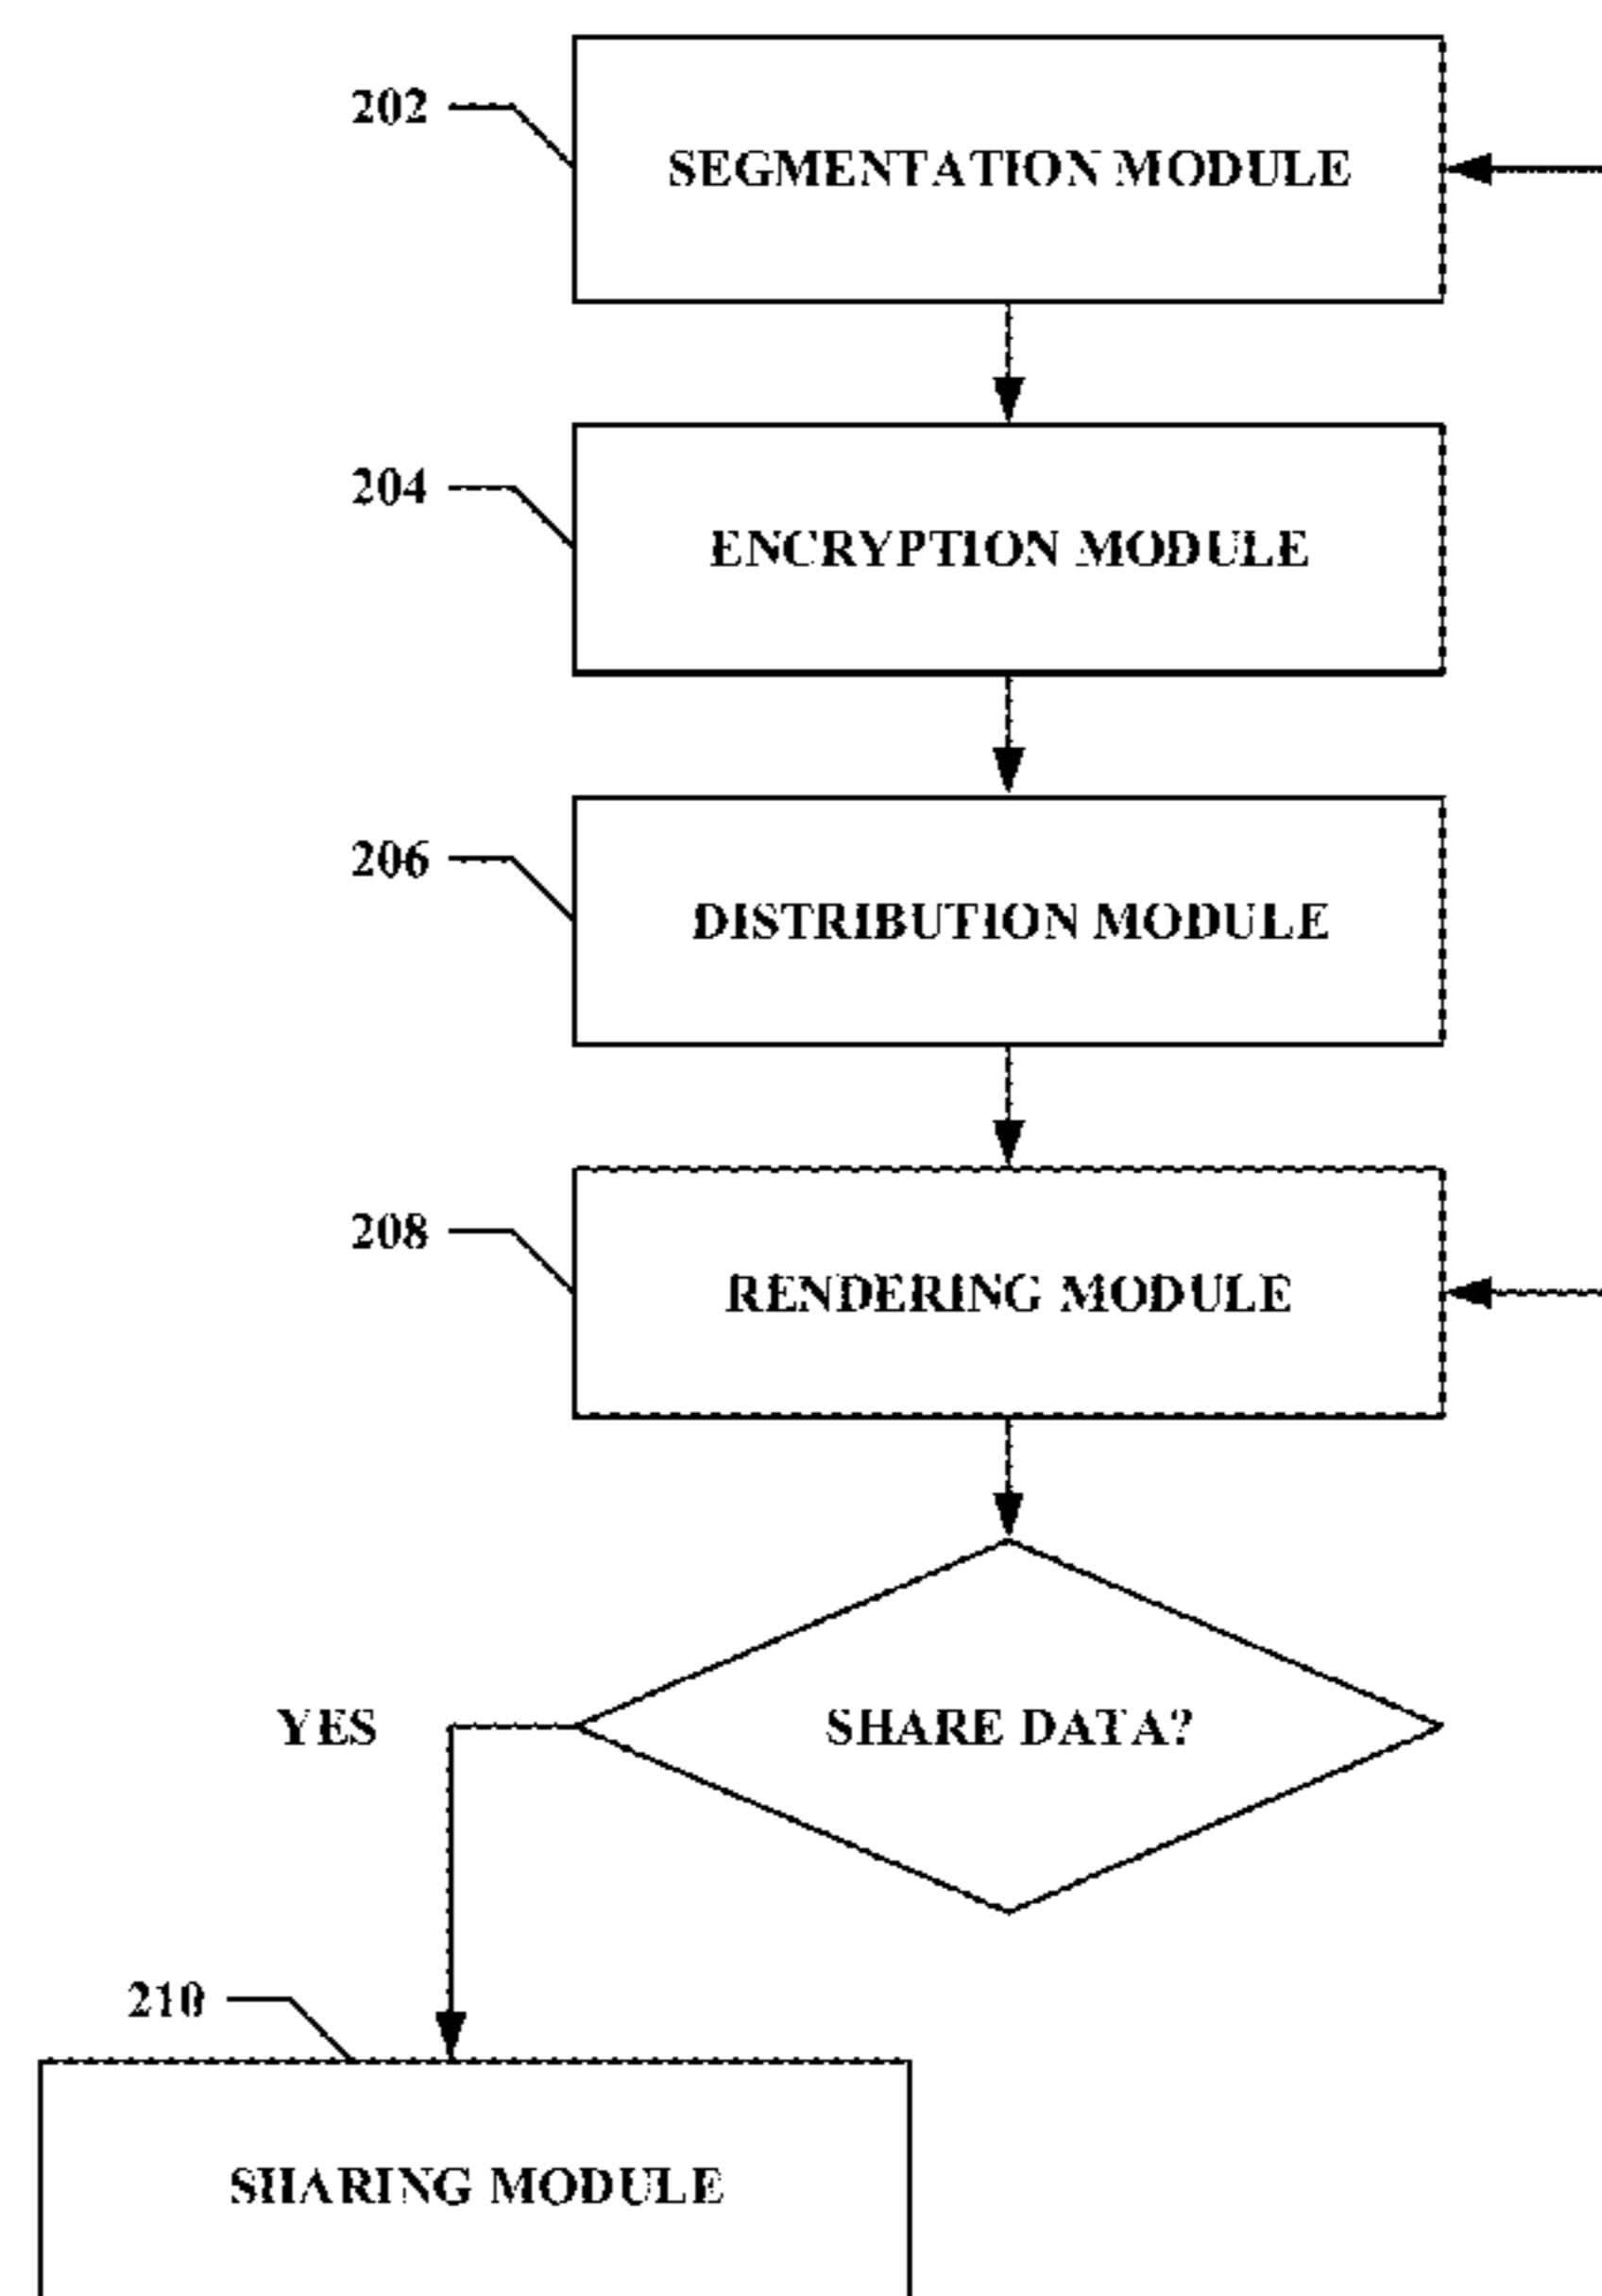 202
SEGMENTATION MODULE
204
ENCRYPTION MODULE
206
DISTRIBUTION MODULE
208
RENDERING MODULE
SHARE DATA?
YES
210
SHARING MODULE